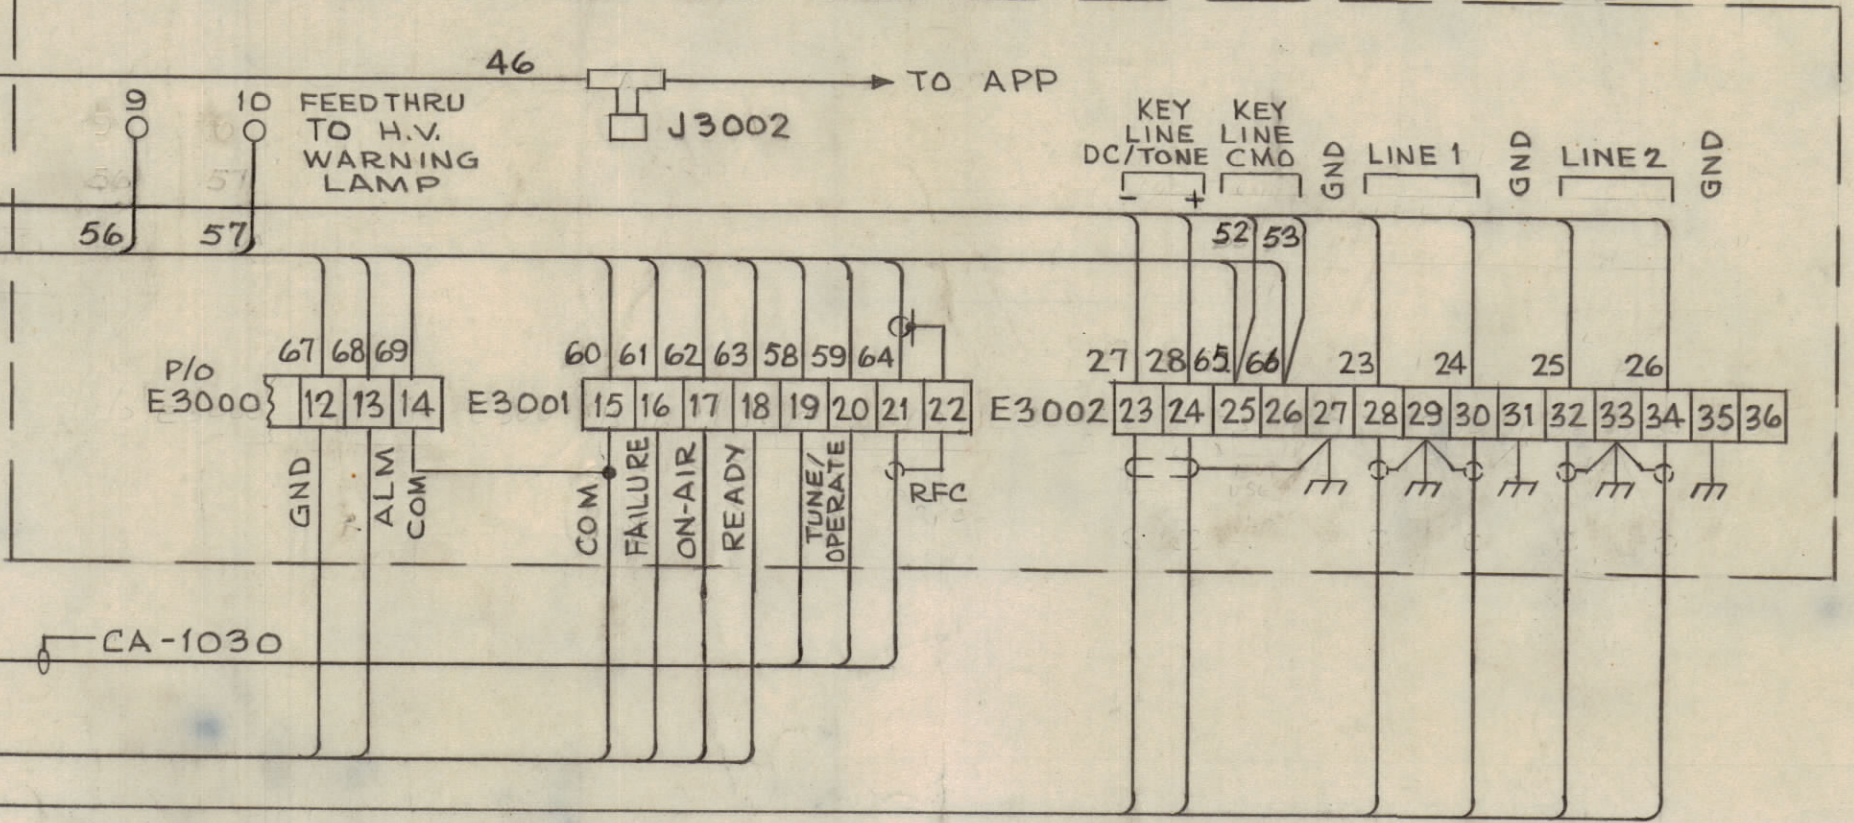 46
TO APP
J3002
9
10
FEEDTHRU
TO H.V.
WARNING
LAMP
56
57
KEY
LINE
DC/TONE
- +
KEY
LINE
CMO
GND
LINE 1
GND
LINE 2
GND
52 53
67 68 69
60 61 62 63 58 59 64
27 28 65 66 23 24 25 26
P/O
E3000
12 13 14
E3001
15 16 17 18 19 20 21 22
E3002
23 24 25 26 27 28 29 30 31 32 33 34 35 36
GND
ALM
COM
COM
FAILURE
ON-AIR
READY
TUNE/
OPERATE
RFC
CA-1030